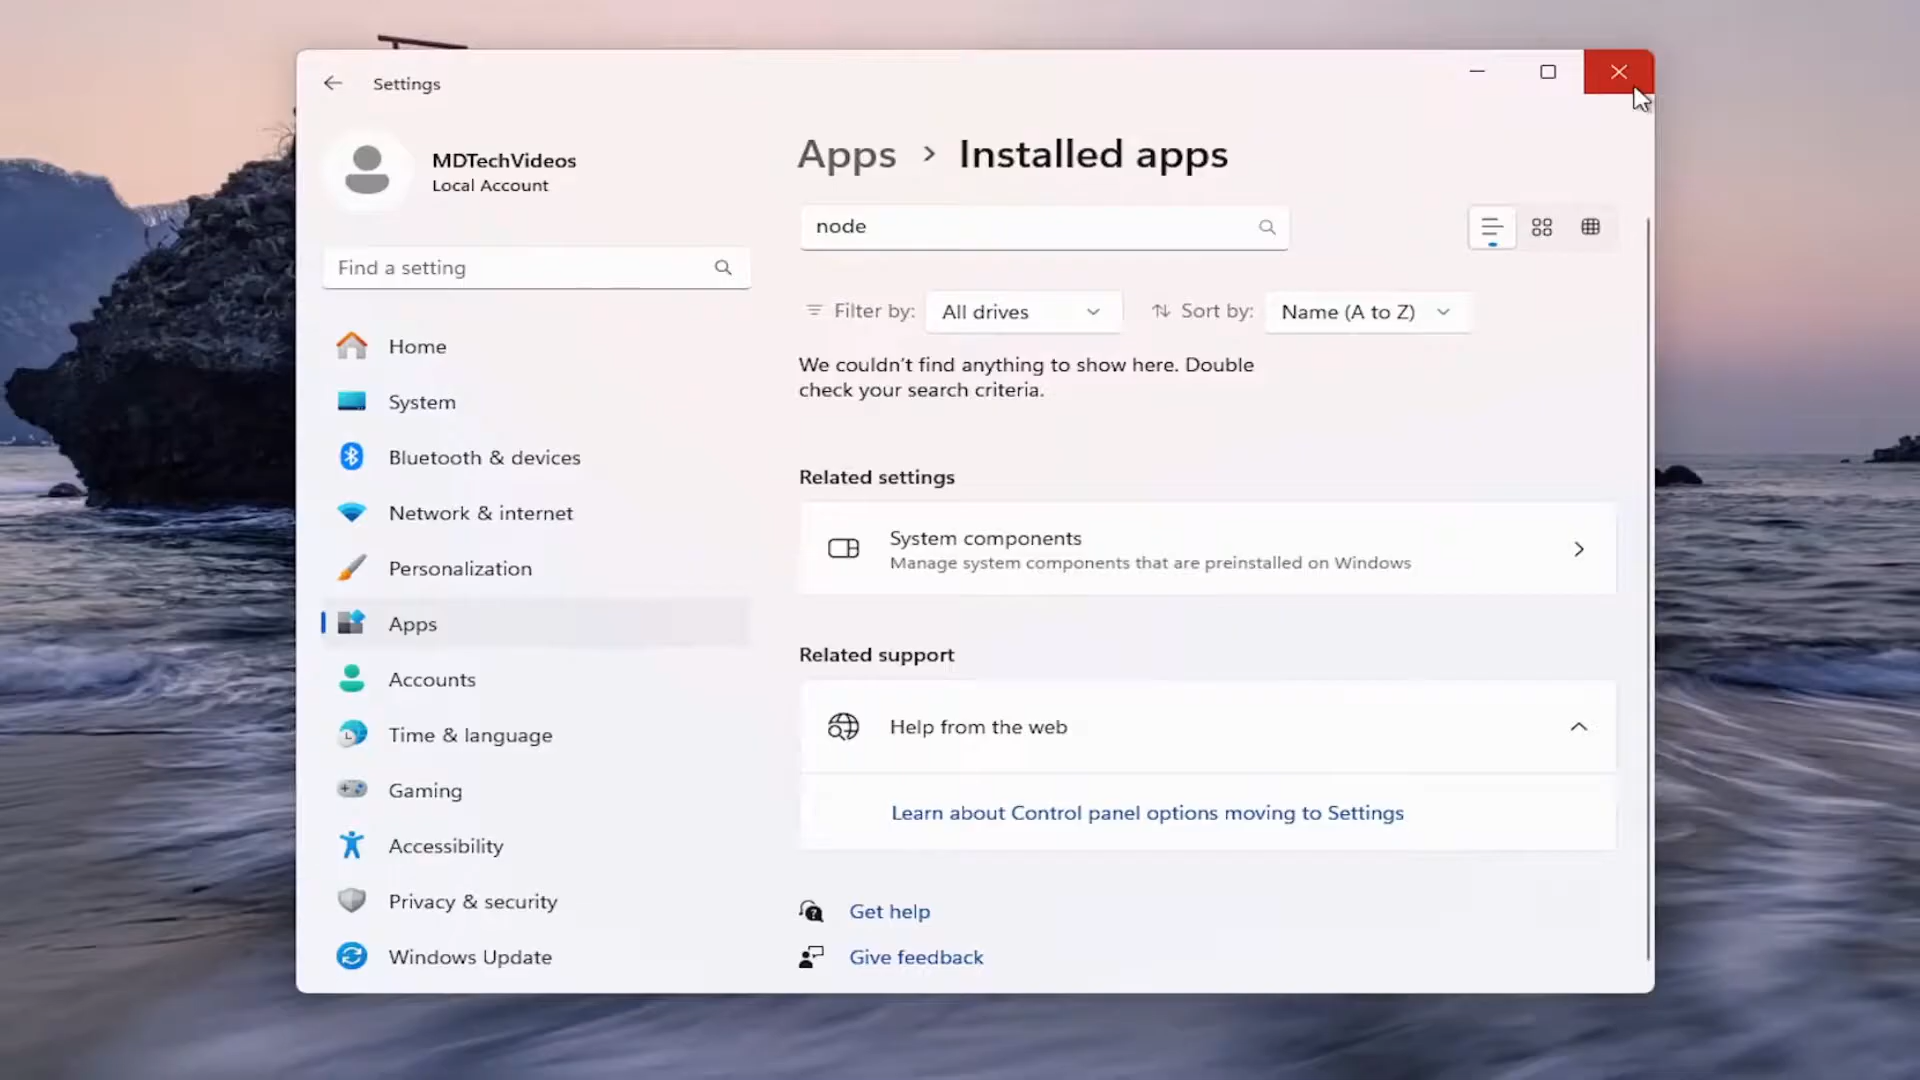 Settings
MDTechVideos
Local Account
Find a setting
Home
System
Bluetooth & devices
Network & internet
Personalization
Apps
Accounts
Time & language
Gaming
Accessibility
Privacy & security
Windows Update
Apps > Installed apps
node
Filter by: All drives Sort by: Name (A to Z)
We couldn't find anything to show here. Double
check your search criteria.
Related settings
System components
Manage system components that are preinstalled on Windows
Related support
Help from the web
Learn about Control panel options moving to Settings
Get help
Give feedback